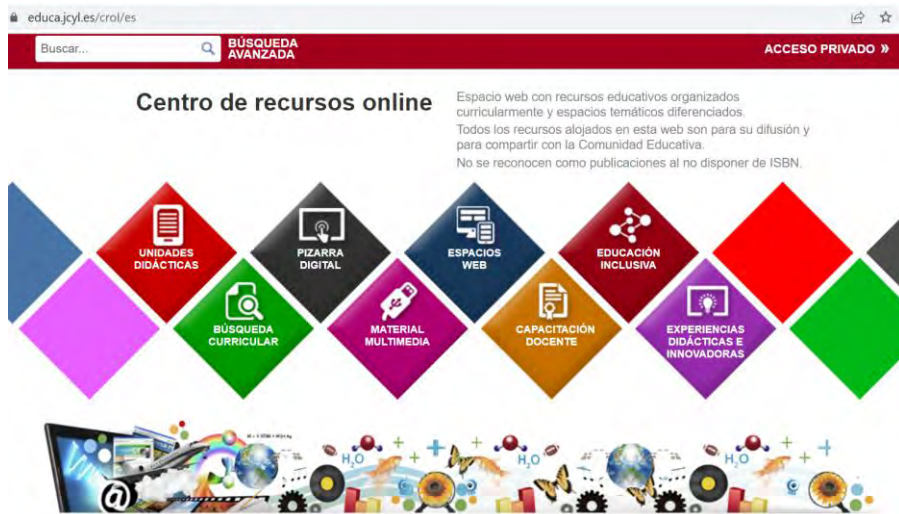 educa.jcyl.es/crol/es
Buscar...
BÚSQUEDA
AVANZADA
ACCESO PRIVADO »
Centro de recursos online
Espacio web con recursos educativos organizados
curricularmente y espacios temáticos diferenciados.
Todos los recursos alojados en esta web son para su difusión y
para compartir con la Comunidad Educativa.
No se reconocen como publicaciones al no disponer de ISBN.
UNIDADES
DIDÁCTICAS
PIZARRA
DIGITAL
ESPACIOS
WEB
EDUCACIÓN
INCLUSIVA
BÚSQUEDA
CURRICULAR
MATERIAL
MULTIMEDIA
CAPACITACIÓN
DOCENTE
EXPERIENCIAS
DIDÁCTICAS E
INNOVADORAS
@
H₂O
H₂O
H₂O